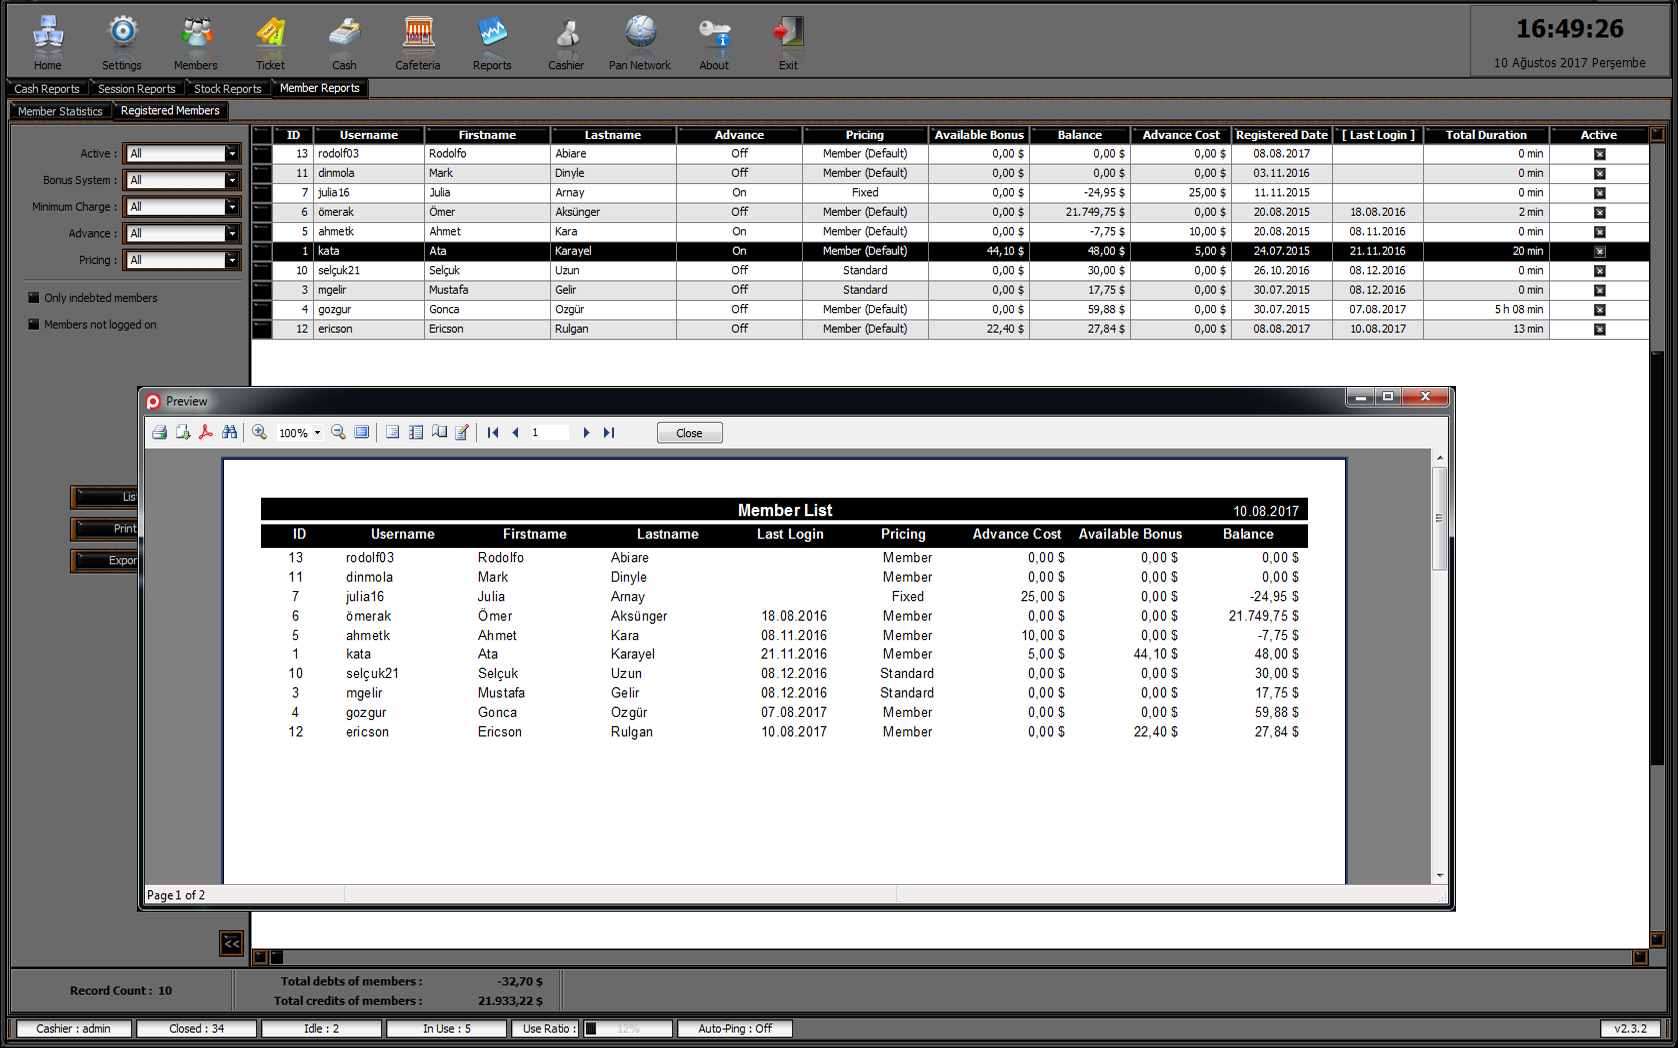 Home Settings Members Ticket Cash Cafeteria Reports Cashier Pan Network About Exit
16:49:26
10 Ağustos 2017 Perşembe
Cash Reports Session Reports Stock Reports Member Reports
Member Statistics Registered Members
Active : All
Bonus System : All
Minimum Charge : All
Advance : All
Pricing : All
Only indebted members
Members not logged on
ID Username Firstname Lastname Advance Pricing Available Bonus Balance Advance Cost Registered Date [ Last Login ] Total Duration Active
13 rodolf03 Rodolfo Abiare Off Member (Default) 0,00 $ 0,00 $ 0,00 $ 08.08.2017 0 min
11 dinmola Mark Dinyle Off Member (Default) 0,00 $ 0,00 $ 0,00 $ 03.11.2016 0 min
7 julia16 Julia Arnay On Fixed 0,00 $ -24,95 $ 25,00 $ 11.11.2015 0 min
6 ömerak Ömer Aksünger Off Member (Default) 0,00 $ 21.749,75 $ 0,00 $ 20.08.2015 18.08.2016 2 min
5 ahmetk Ahmet Kara Off Member (Default) 0,00 $ -7,75 $ 10,00 $ 20.08.2015 08.11.2016 0 min
1 kata Ata Karayel On Member (Default) 44,10 $ 48,00 $ 5,00 $ 24.07.2015 21.11.2016 20 min
10 selçuk21 Selçuk Uzun Off Standard 0,00 $ 30,00 $ 0,00 $ 26.10.2016 08.12.2016 0 min
3 mgelir Mustafa Gelir Off Standard 0,00 $ 17,75 $ 0,00 $ 30.07.2015 08.12.2016 0 min
4 gozgur Gonca Ozgür Off Member (Default) 0,00 $ 59,88 $ 0,00 $ 30.07.2015 07.08.2017 5 h 08 min
12 ericson Ericson Rulgan Off Member (Default) 22,40 $ 27,84 $ 0,00 $ 08.08.2017 10.08.2017 13 min
Lis
Print
Expor
<<
Preview
100% 1 Close
Member List 10.08.2017
ID Username Firstname Lastname Last Login Pricing Advance Cost Available Bonus Balance
13 rodolf03 Rodolfo Abiare Member 0,00 $ 0,00 $ 0,00 $
11 dinmola Mark Dinyle Member 0,00 $ 0,00 $ 0,00 $
7 julia16 Julia Arnay Fixed 25,00 $ 0,00 $ -24,95 $
6 ömerak Ömer Aksünger 18.08.2016 Member 0,00 $ 0,00 $ 21.749,75 $
5 ahmetk Ahmet Kara 08.11.2016 Member 10,00 $ 0,00 $ -7,75 $
1 kata Ata Karayel 21.11.2016 Member 5,00 $ 44,10 $ 48,00 $
10 selçuk21 Selçuk Uzun 08.12.2016 Standard 0,00 $ 0,00 $ 30,00 $
3 mgelir Mustafa Gelir 08.12.2016 Standard 0,00 $ 0,00 $ 17,75 $
4 gozgur Gonca Ozgür 07.08.2017 Member 0,00 $ 0,00 $ 59,88 $
12 ericson Ericson Rulgan 10.08.2017 Member 0,00 $ 22,40 $ 27,84 $
Page 1 of 2
Record Count : 10
Total debts of members : -32,70 $
Total credits of members : 21.933,22 $
Cashier : admin Closed : 34 Idle : 2 In Use : 5 Use Ratio : 12% Auto-Ping : Off v2.3.2